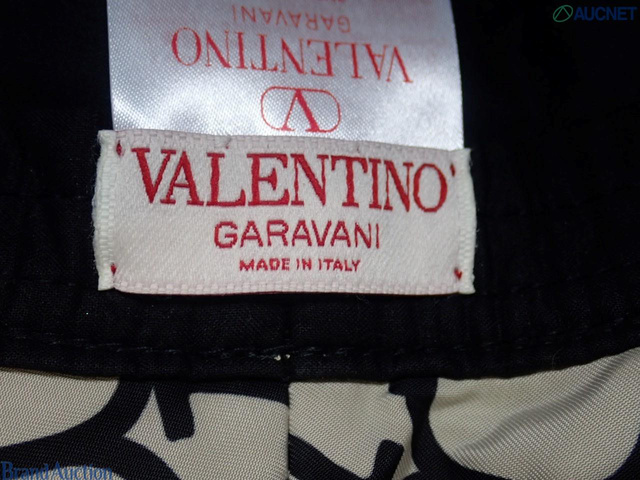 AUCNET
GARAVANI
VALENTINO
V
VALENTINO
GARAVANI
MADE IN ITALY
Brand Auction